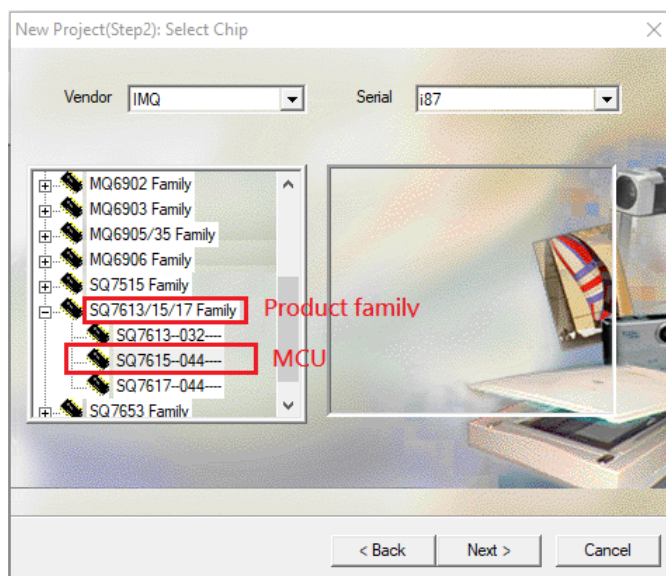 New Project(Step2): Select Chip
Vendor IMQ Serial i87
MQ6902 Family
MQ6903 Family
MQ6905/35 Family
MQ6906 Family
SQ7515 Family
SQ7613/15/17 Family Product family
SQ7613--032----
SQ7615--044---- MCU
SQ7617--044----
SQ7653 Family
< Back Next > Cancel